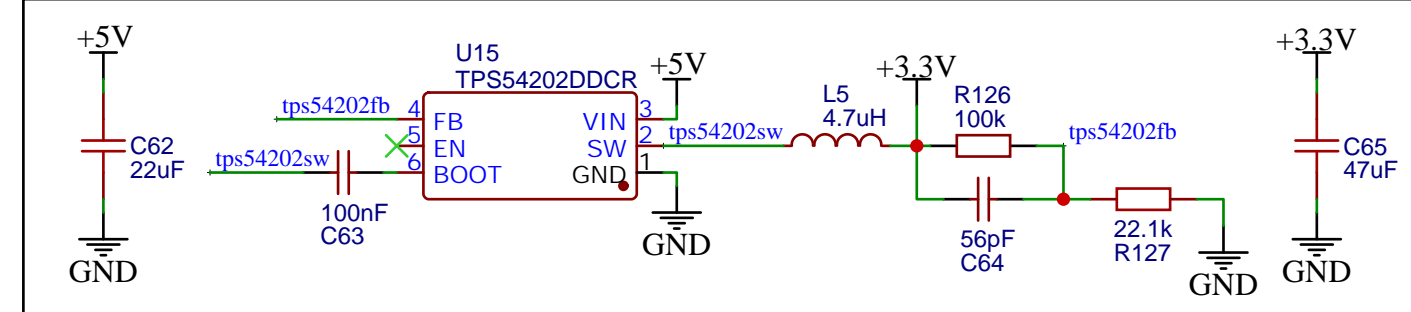 +5V
C62
22uF
GND
tps54202fb
tps54202sw
100nF
C63
U15
TPS54202DDCR
4
5
6
FB
EN
BOOT
VIN
SW
GND
3
2
1
+5V
tps54202sw
GND
L5
4.7uH
+3.3V
R126
100k
tps54202fb
56pF
C64
22.1k
R127
GND
+3.3V
C65
47uF
GND